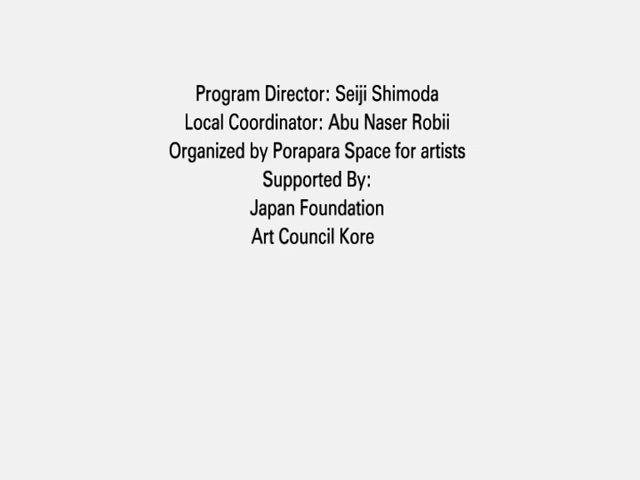 Program Director: Seiji Shimoda
Local Coordinator: Abu Naser Robii
Organized by Porapara Space for artists
Supported By:
Japan Foundation
Art Council Kore